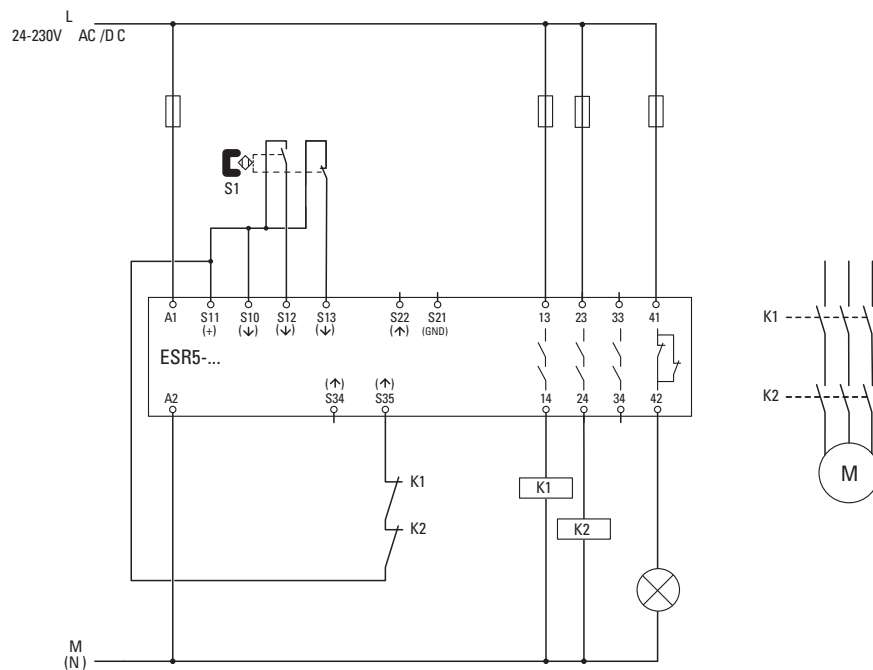 L
24-230V AC /D C
S1
A1 S11 S10 S12 S13 S22 S21 13 23 33 41
(+) (↓) (↓) (↓) (↑) (GND)
ESR5-...
(↑) (↑)
A2 S34 S35 14 24 34 42
K1
K2
K1
K2
K1
K2
M
M
(N )